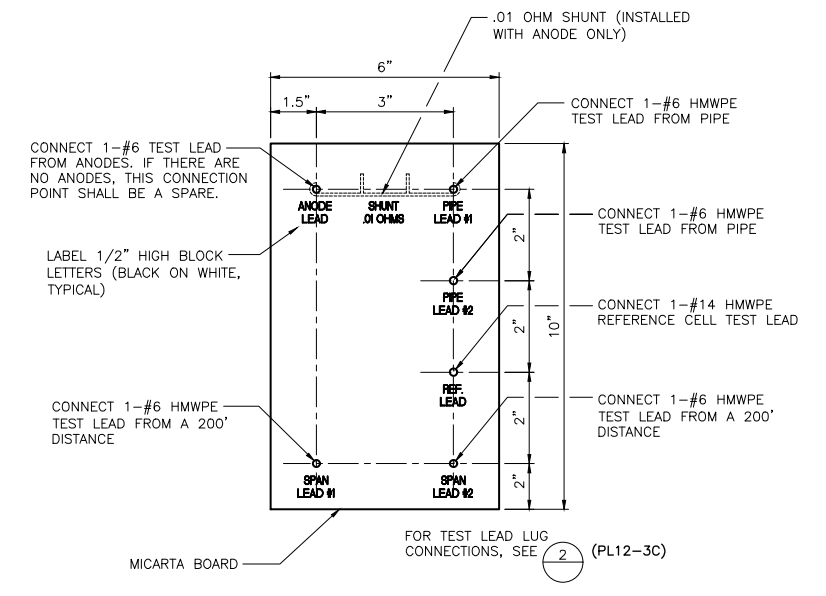 .01 OHM SHUNT (INSTALLED
WITH ANODE ONLY)
6"
1.5"
3"
CONNECT 1-#6 HMWPE
TEST LEAD FROM PIPE
CONNECT 1-#6 TEST LEAD
FROM ANODES. IF THERE ARE
NO ANODES, THIS CONNECTION
POINT SHALL BE A SPARE.
ANODE
LEAD
SHUNT
.01 OHMS
PIPE
LEAD #1
LABEL 1/2" HIGH BLOCK
LETTERS (BLACK ON WHITE,
TYPICAL)
2"
CONNECT 1-#6 HMWPE
TEST LEAD FROM PIPE
PIPE
LEAD #2
2"
10"
CONNECT 1-#14 HMWPE
REFERENCE CELL TEST LEAD
REF.
LEAD
2"
CONNECT 1-#6 HMWPE
TEST LEAD FROM A 200'
DISTANCE
CONNECT 1-#6 HMWPE
TEST LEAD FROM A 200'
DISTANCE
SPAN
LEAD #1
SPAN
LEAD #2
2"
MICARTA BOARD
FOR TEST LEAD LUG
CONNECTIONS, SEE
2
(PL12-3C)